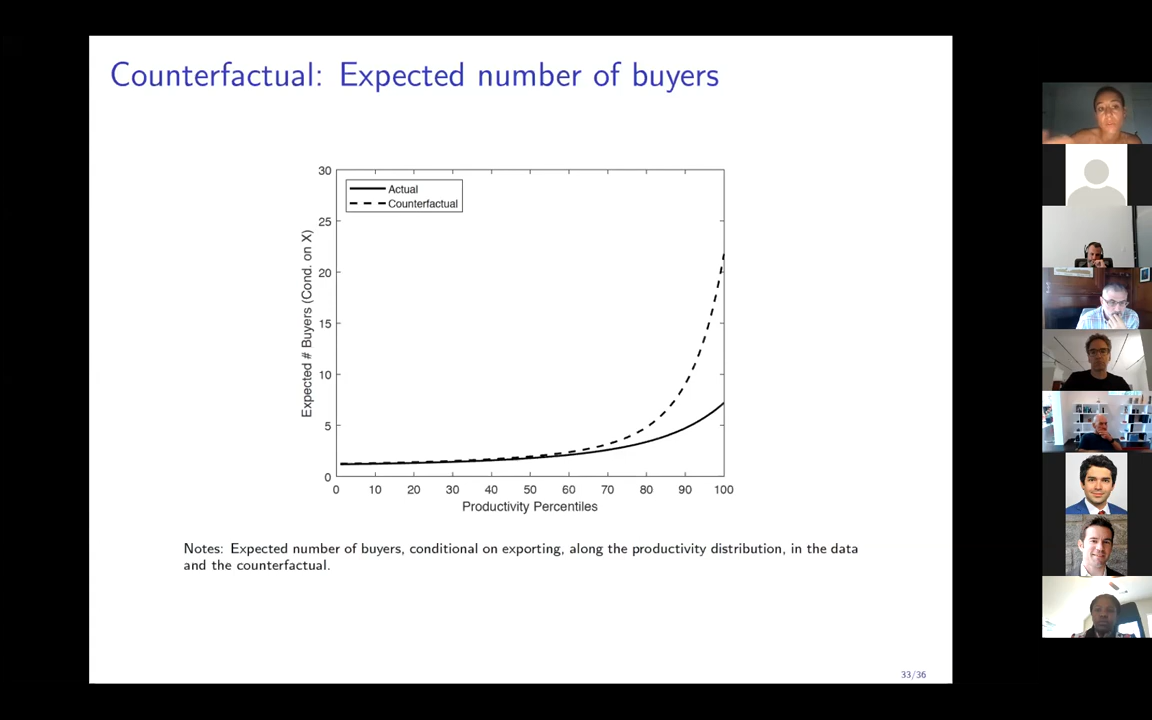 Counterfactual: Expected number of buyers
30
25
20
15
10
5
0
Expected # Buyers (Cond. on X)
Actual
Counterfactual
0 10 20 30 40 50 60 70 80 90 100
Productivity Percentiles
Notes: Expected number of buyers, conditional on exporting, along the productivity distribution, in the data
and the counterfactual.
33/36